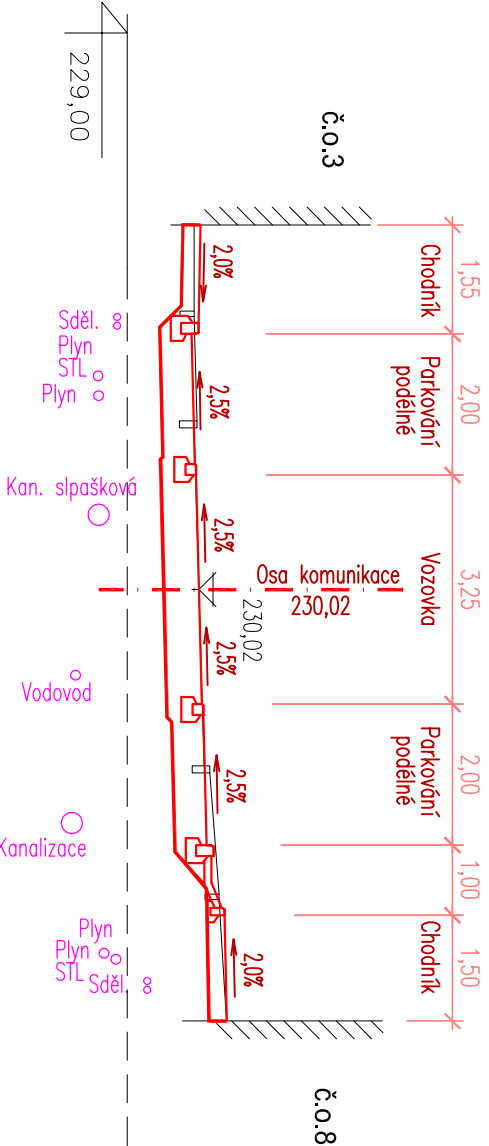 č.o.3
č.o.8
1,55
2,00
3,25
2,00
1,00
1,50
Chodník
Parkování
podélné
Vozovka
Parkování
podélné
Chodník
2,0%
2,5%
2,5%
2,5%
2,5%
2,0%
Osa komunikace
230,02
230,02
229,00
Sděl.
Plyn
STL
Plyn
Kan. slpašková
Vodovod
Kanalizace
Plyn
Plyn
STL
Sděl.